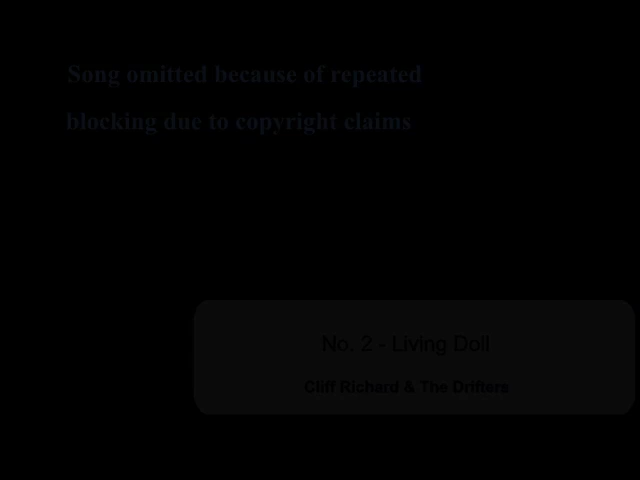 Song omitted because of repeated
blocking due to copyright claims
No. 2 - Living Doll
Cliff Richard & The Drifters